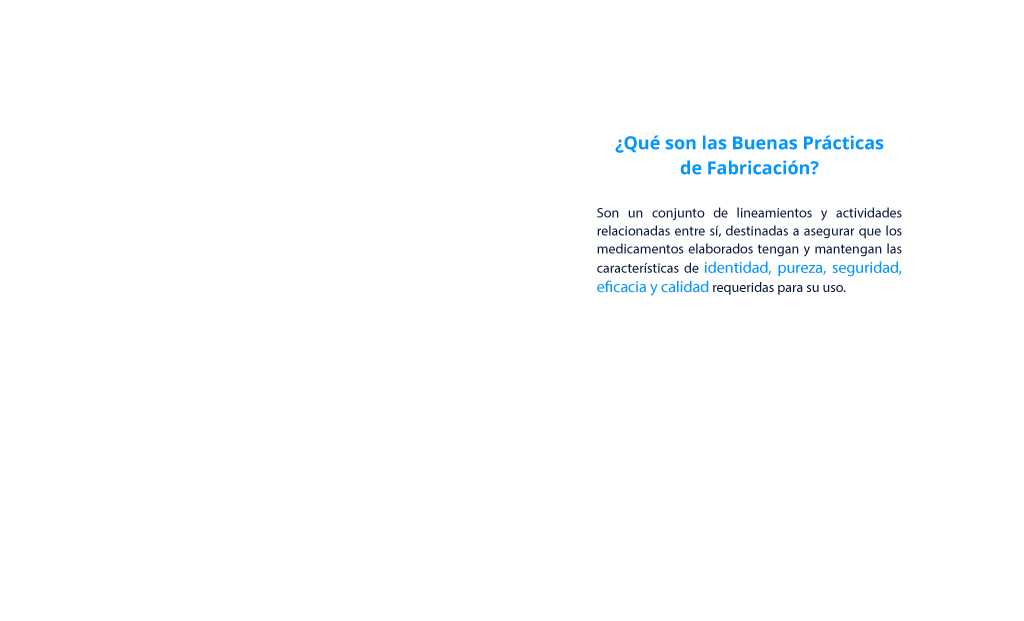 ¿Qué son las Buenas Prácticas
de Fabricación?
Son un conjunto de lineamientos y actividades
relacionadas entre sí, destinadas a asegurar que los
medicamentos elaborados tengan y mantengan las
características de identidad, pureza, seguridad,
eficacia y calidad requeridas para su uso.